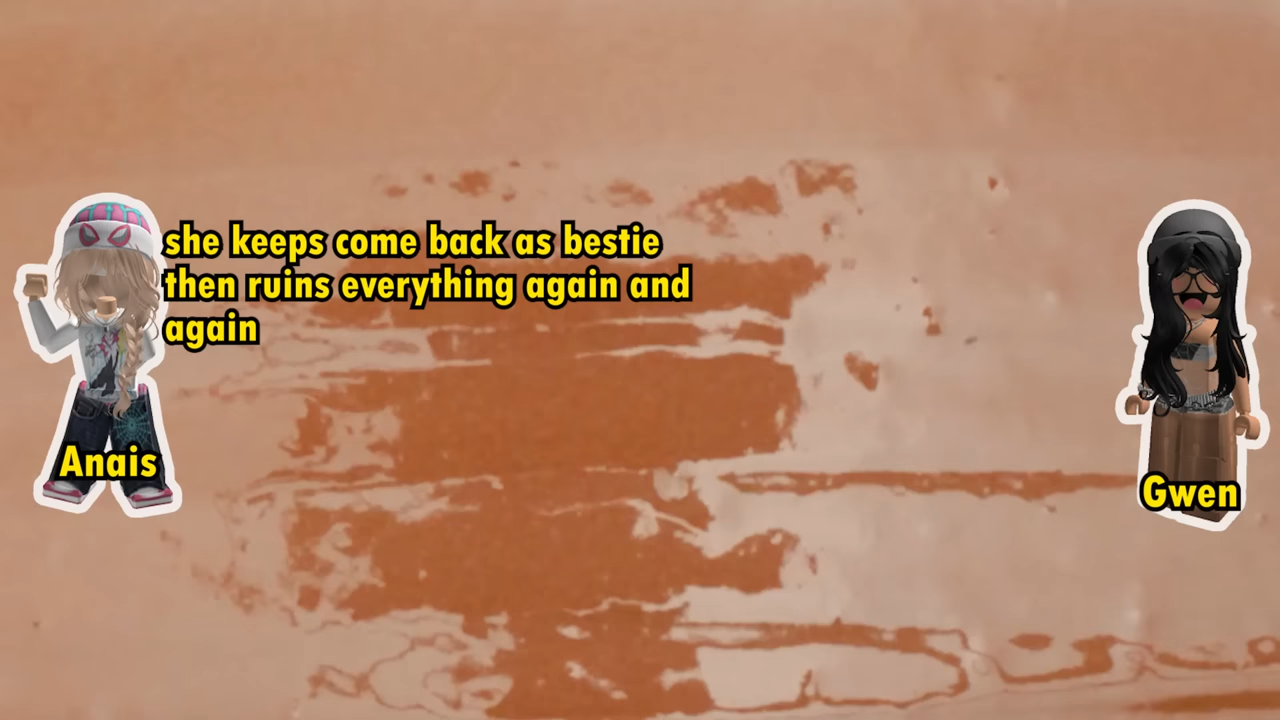 she keeps come back as bestie
then ruins everything again and
again
Anais
Gwen